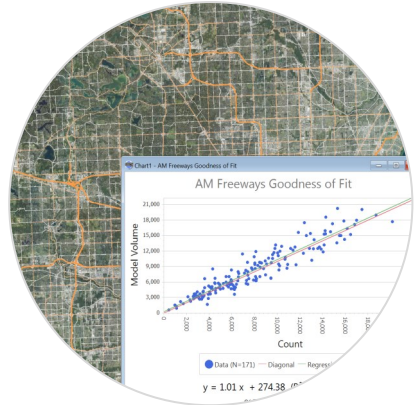 Chart1 - AM Freeways Goodness of Fit
AM Freeways Goodness of Fit
Model Volume
21,000
18,000
15,000
12,000
9,000
6,000
3,000
0
0
2,000
4,000
6,000
8,000
10,000
12,000
14,000
16,000
Count
Data (N=171)
Diagonal
y = 1.01 x + 274.38